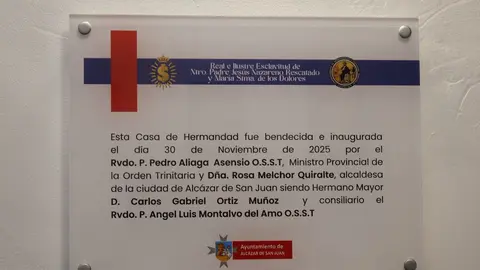 Real e Ilustre Esclavitud de
Ntro. Padre Jesús Nazareno Rescatado
y María Stma. de los Dolores
Esta Casa de Hermandad fue bendecida e inaugurada
el día 30 de Noviembre de 2025 por el
Rvdo. P. Pedro Aliaga Asensio O.S.S.T, Ministro Provincial de
la Orden Trinitaria y Dña. Rosa Melchor Quiralte, alcaldesa
de la ciudad de Alcázar de San Juan siendo Hermano Mayor
D. Carlos Gabriel Ortiz Muñoz y consiliario el
Rvdo. P. Angel Luis Montalvo del Amo O.S.S.T
Ayuntamiento de
ALCÁZAR DE SAN JUAN